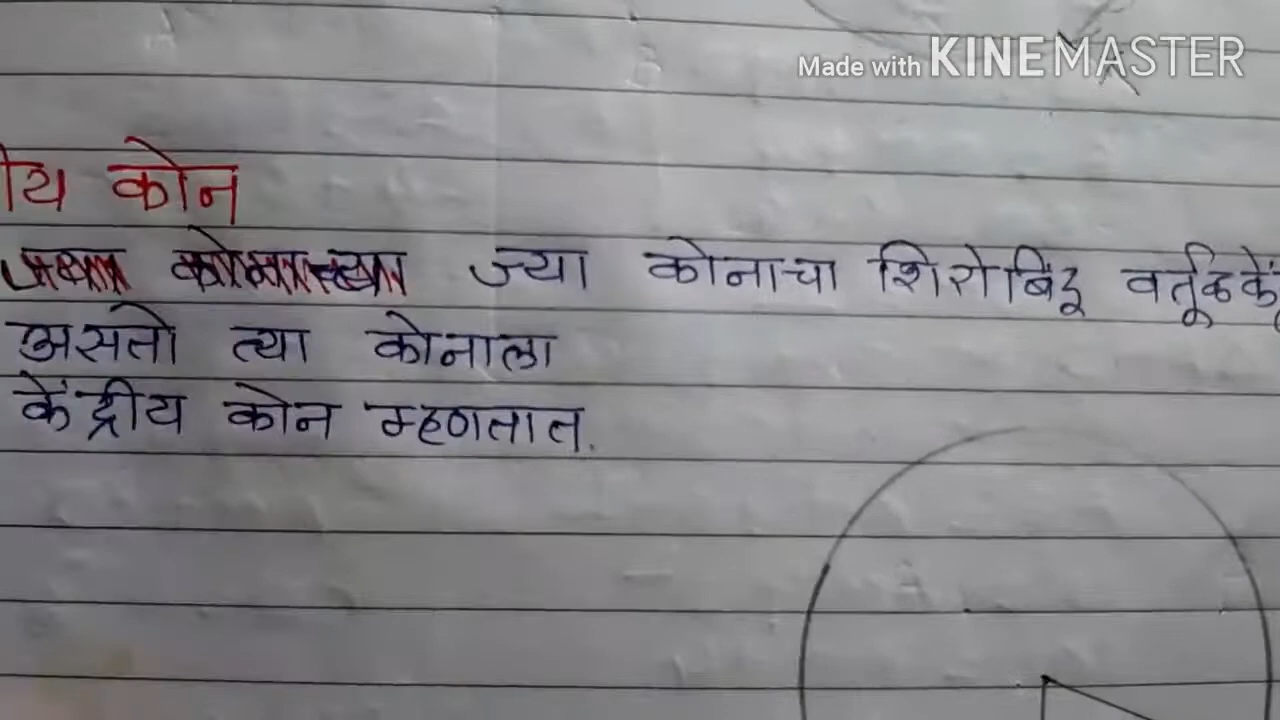 Made with KINEMASTER
ीय कोन
ज्या कोनाचा शिरोबिंदू वर्तुळकें
असतो त्या कोनाला
केंद्रीय कोन म्हणतात.